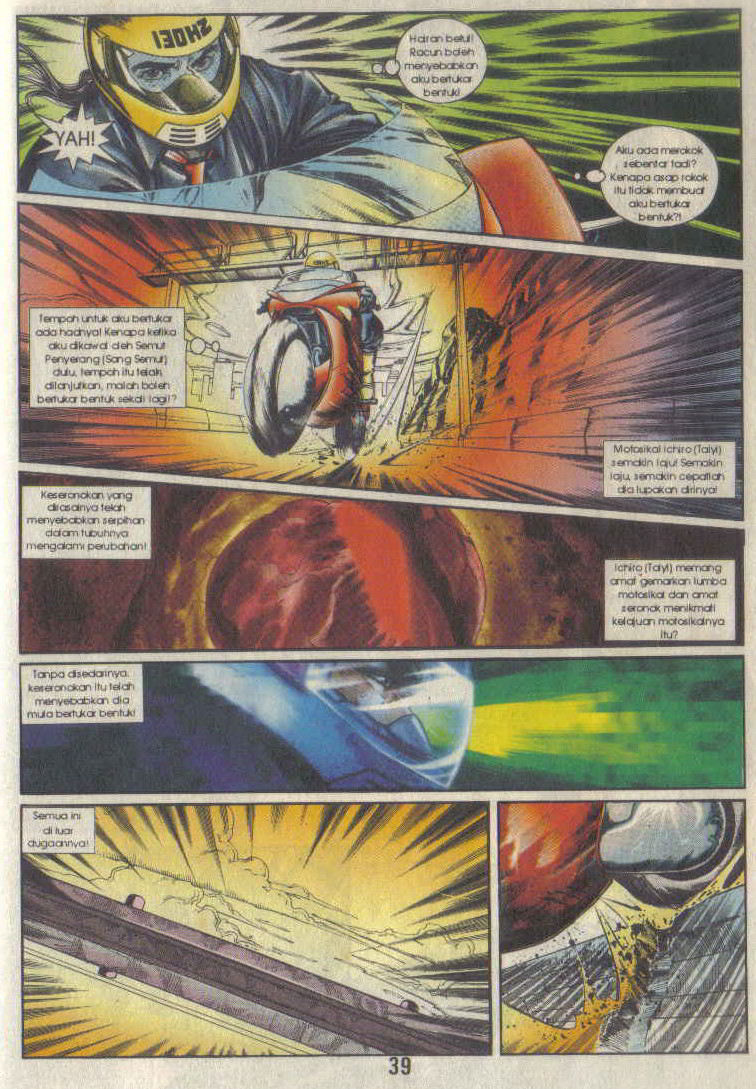 130HZ
Hairan betul!
Racun boleh
menyebabkan
aku bertukar
bentuk!
YAH!
Aku ada merokok
sebentar tadi?
Kenapa asap rokok
itu tidak membuat
aku bertukar
bentuk?!
Tempoh untuk aku bertukar
ada hadnya! Kenapa ketika
aku dikawal oleh Semut
Penyerang (Sang Semut)
dulu, tempoh itu telah
dilanjutkan, malah boleh
bertukar bentuk sekali lagi!?
Motosikal Ichiro (Taiyi)
semakin laju! Semakin
laju, semakin cepatlah
dia lupakan dirinya!
Keseronokan yang
dirasainya telah
menyebabkan serpihan
dalam tubuhnya
mengalami perubahan!
Ichiro (Taiyi) memang
amat gemarkan lumba
motosikal dan amat
seronok menikmati
kelajuan motosikalnya
itu?
Tanpa disedarinya,
keseronokan itu telah
menyebabkan dia
mula bertukar bentuk!
Semua ini
di luar
dugaannya!
39